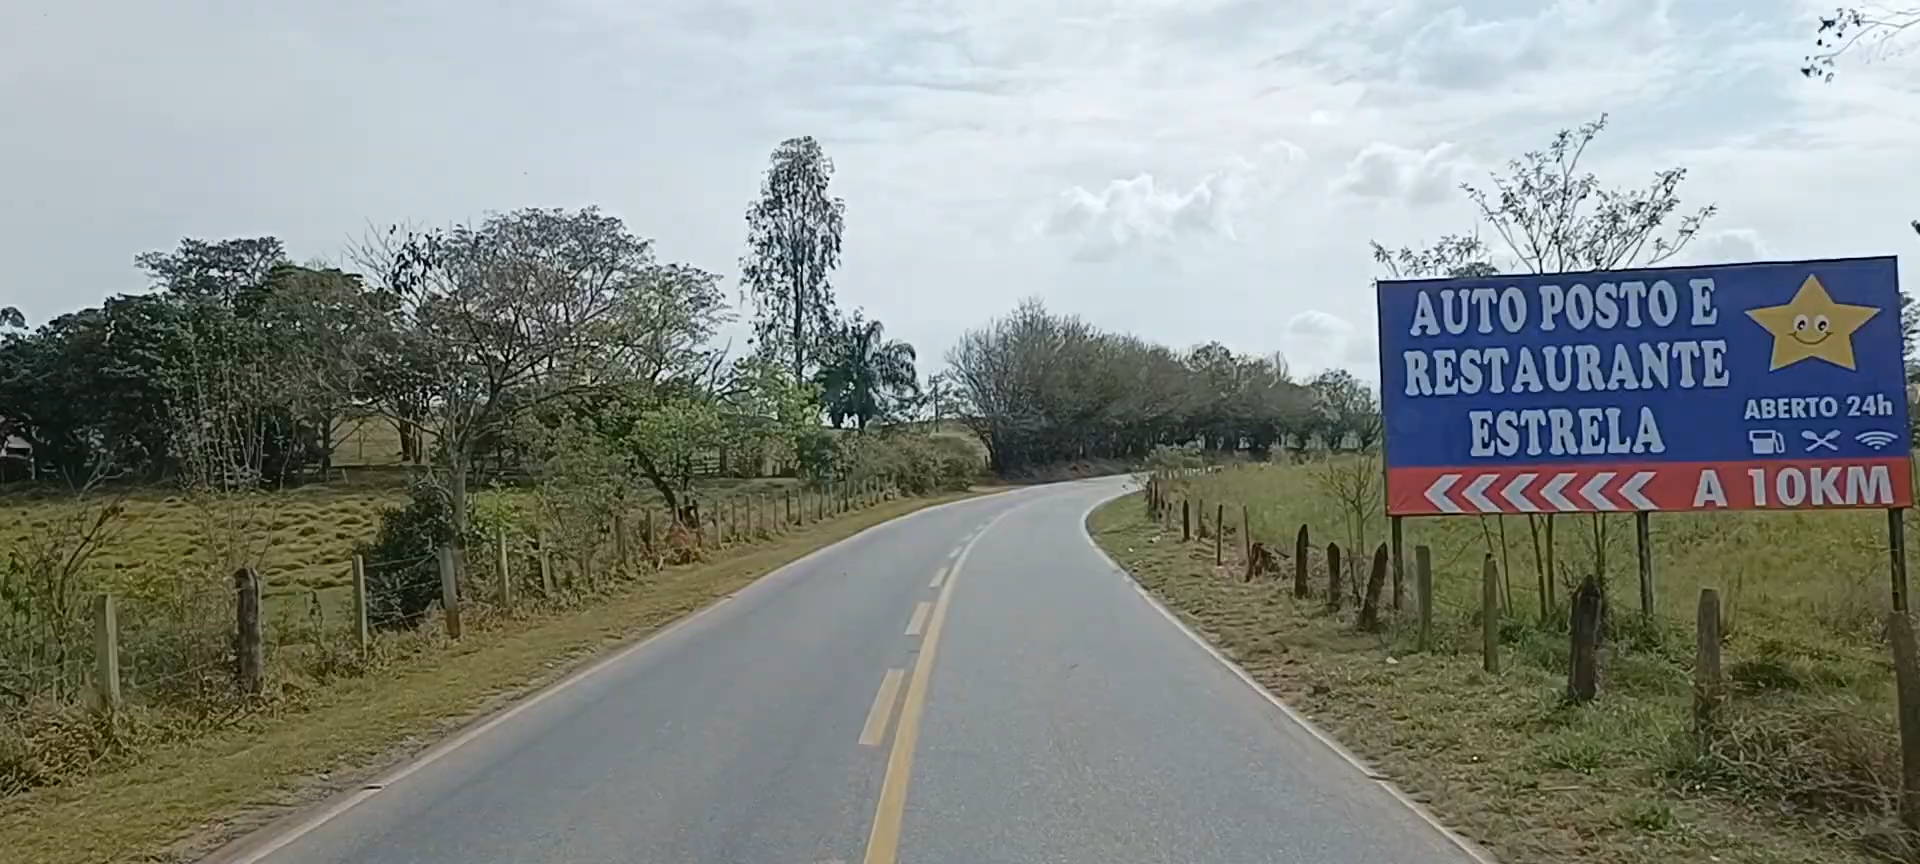 AUTO POSTO E
RESTAURANTE
ESTRELA
ABERTO 24h
A 10KM